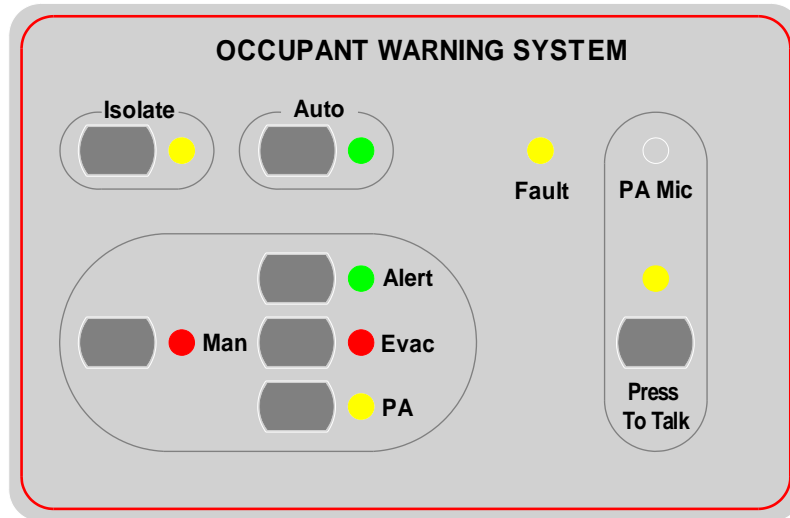 OCCUPANT WARNING SYSTEM
Isolate
Auto
Fault
PA Mic
Alert
Man
Evac
PA
Press
To Talk